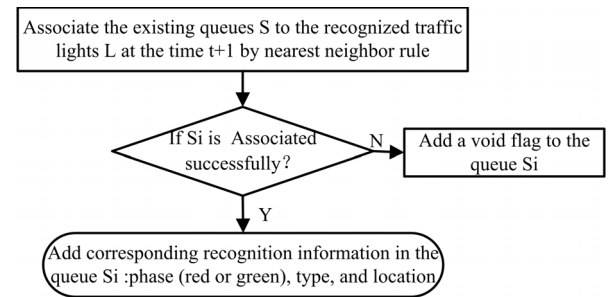 Associate the existing queues S to the recognized traffic
lights L at the time t+1 by nearest neighbor rule
If Si is Associated
successfully?
N
Add a void flag to the
queue Si
Y
Add corresponding recognition information in the
queue Si :phase (red or green), type, and location